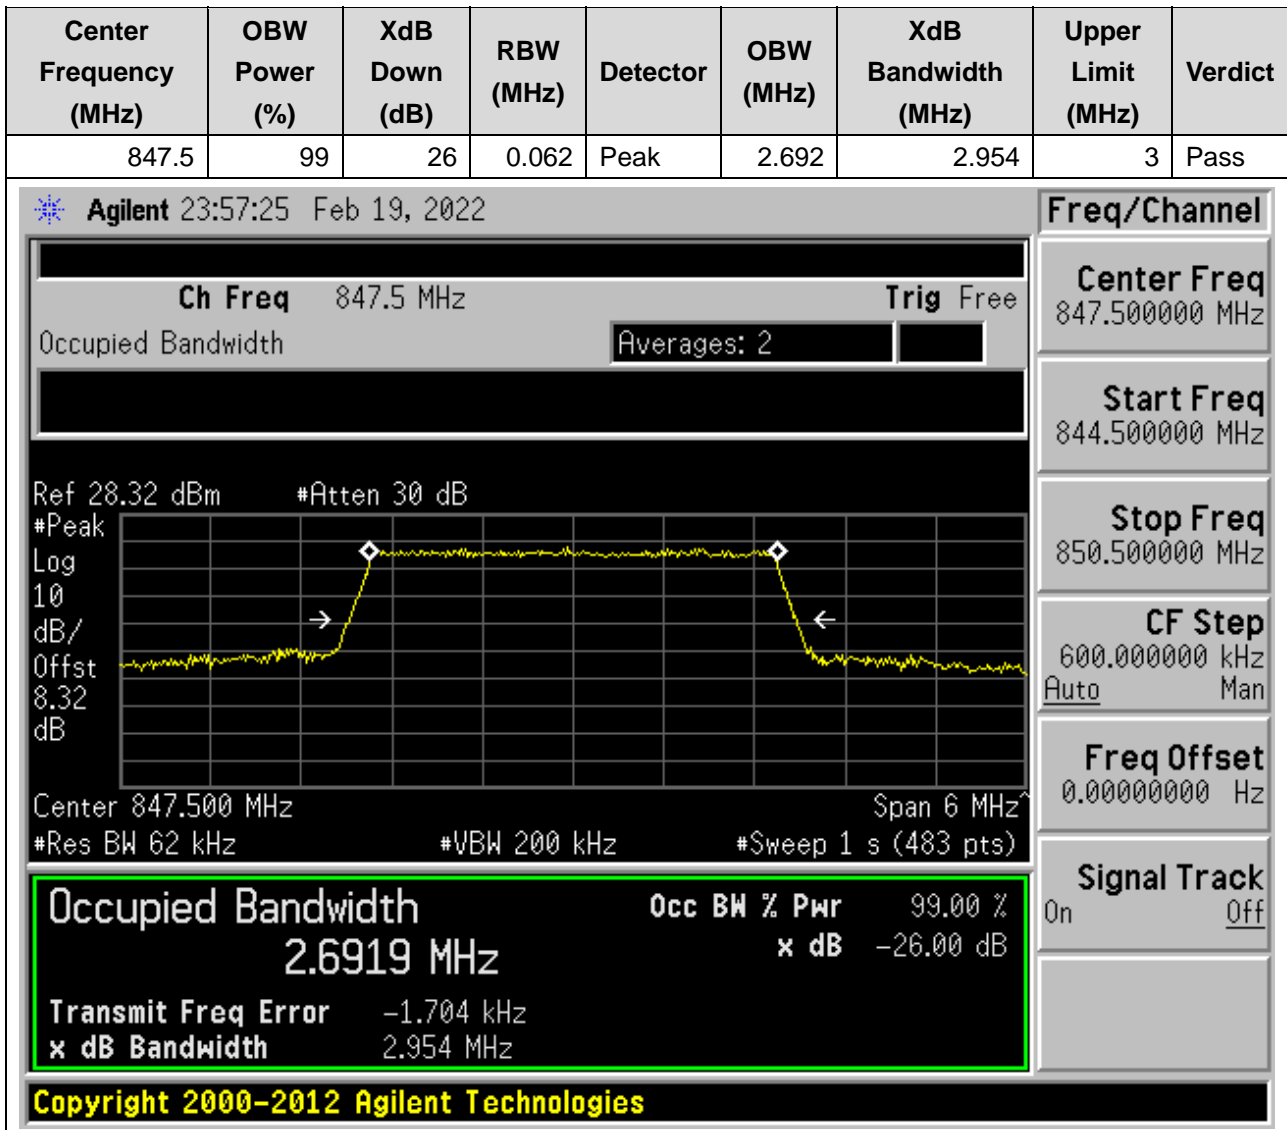 Center Frequency (MHz) OBW Power (%) XdB Down (dB) RBW (MHz) Detector OBW (MHz) XdB Bandwidth (MHz) Upper Limit (MHz) Verdict
847.5 99 26 0.062 Peak 2.692 2.954 3 Pass
Agilent 23:57:25 Feb 19, 2022
Freq/Channel
Ch Freq 847.5 MHz Trig Free
Occupied Bandwidth Averages: 2
Center Freq
847.500000 MHz
Start Freq
844.500000 MHz
Stop Freq
850.500000 MHz
CF Step
600.000000 kHz
Auto Man
Freq Offset
0.00000000 Hz
Signal Track
On Off
Ref 28.32 dBm #Atten 30 dB
#Peak
Log
10
dB/
Offst
8.32
dB
Center 847.500 MHz Span 6 MHz^
#Res BW 62 kHz #VBW 200 kHz #Sweep 1 s (483 pts)
Occupied Bandwidth Occ BW % Pwr 99.00 %
2.6919 MHz x dB -26.00 dB
Transmit Freq Error -1.704 kHz
x dB Bandwidth 2.954 MHz
Copyright 2000-2012 Agilent Technologies